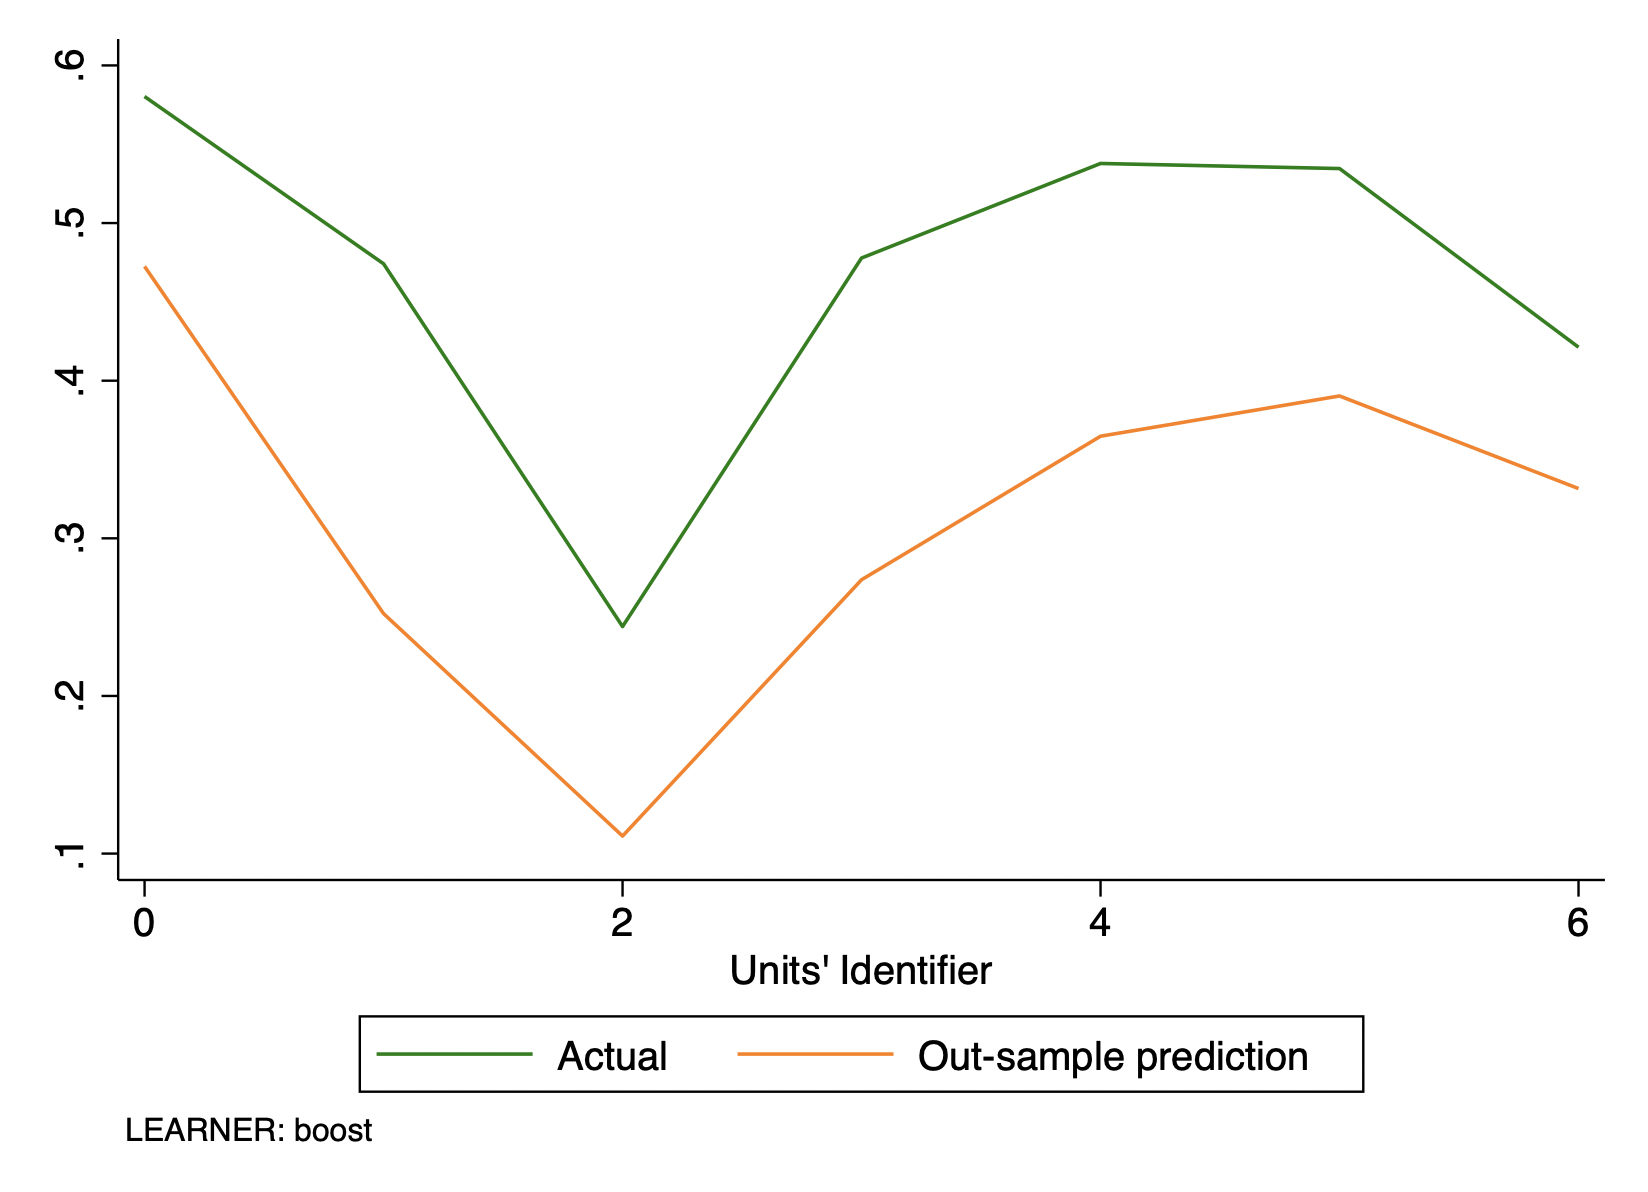 .6
.5
.4
.3
.2
.1
0 2 4 6
Units' Identifier
Actual Out-sample prediction
LEARNER: boost